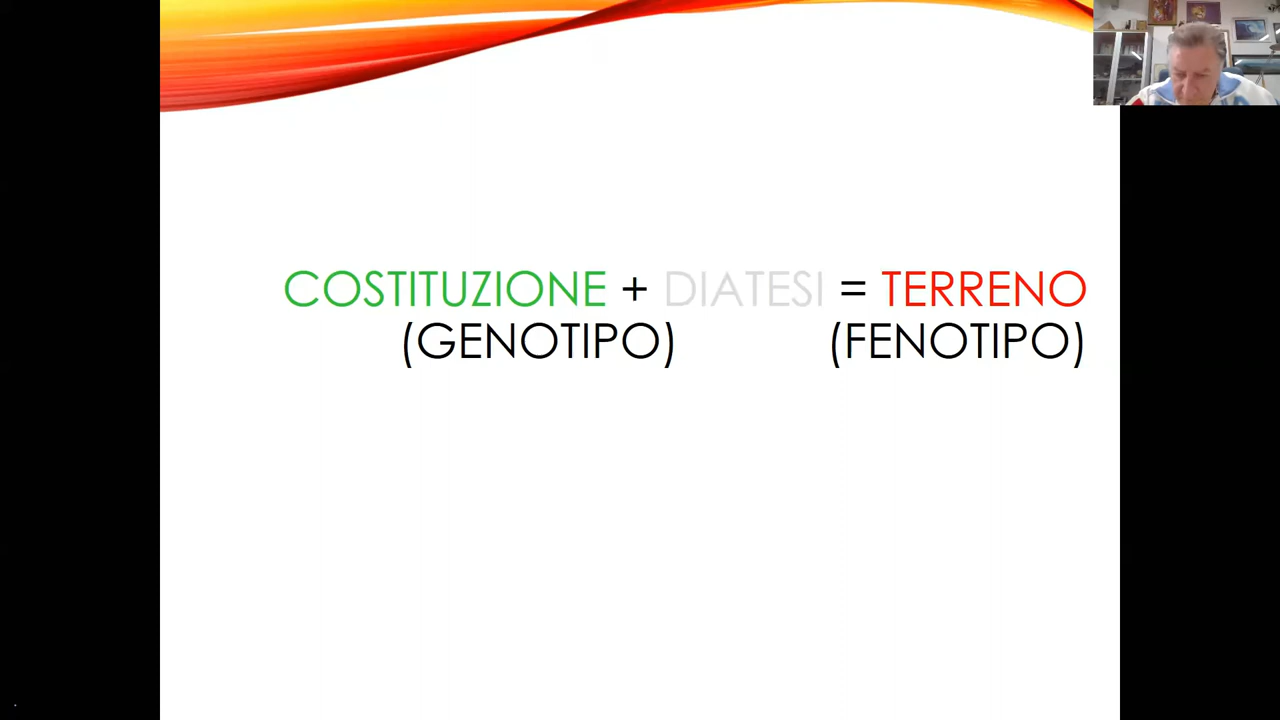 COSTITUZIONE + DIATESI = TERRENO
(GENOTIPO) (FENOTIPO)